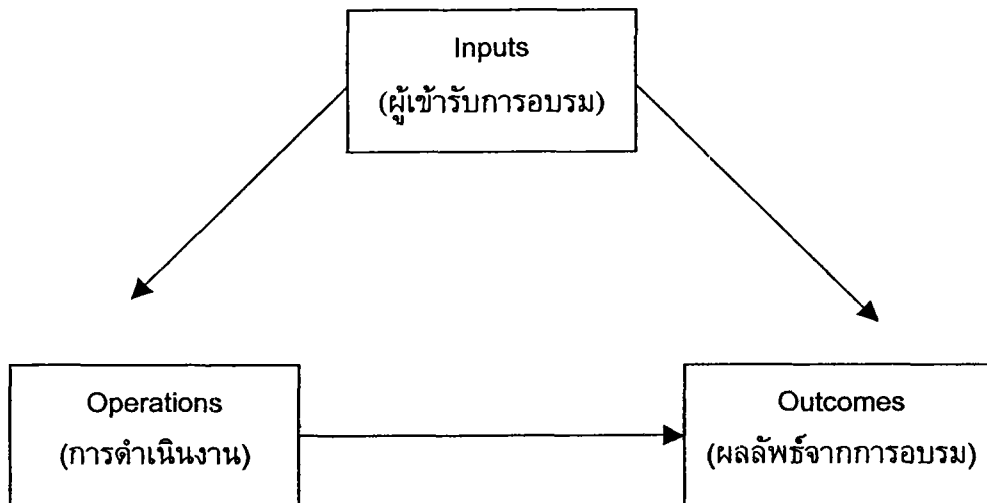 Inputs
(ผู้เข้ารับการอบรม)
Operations
(การดำเนินงาน)
Outcomes
(ผลลัพธ์จากการอบรม)